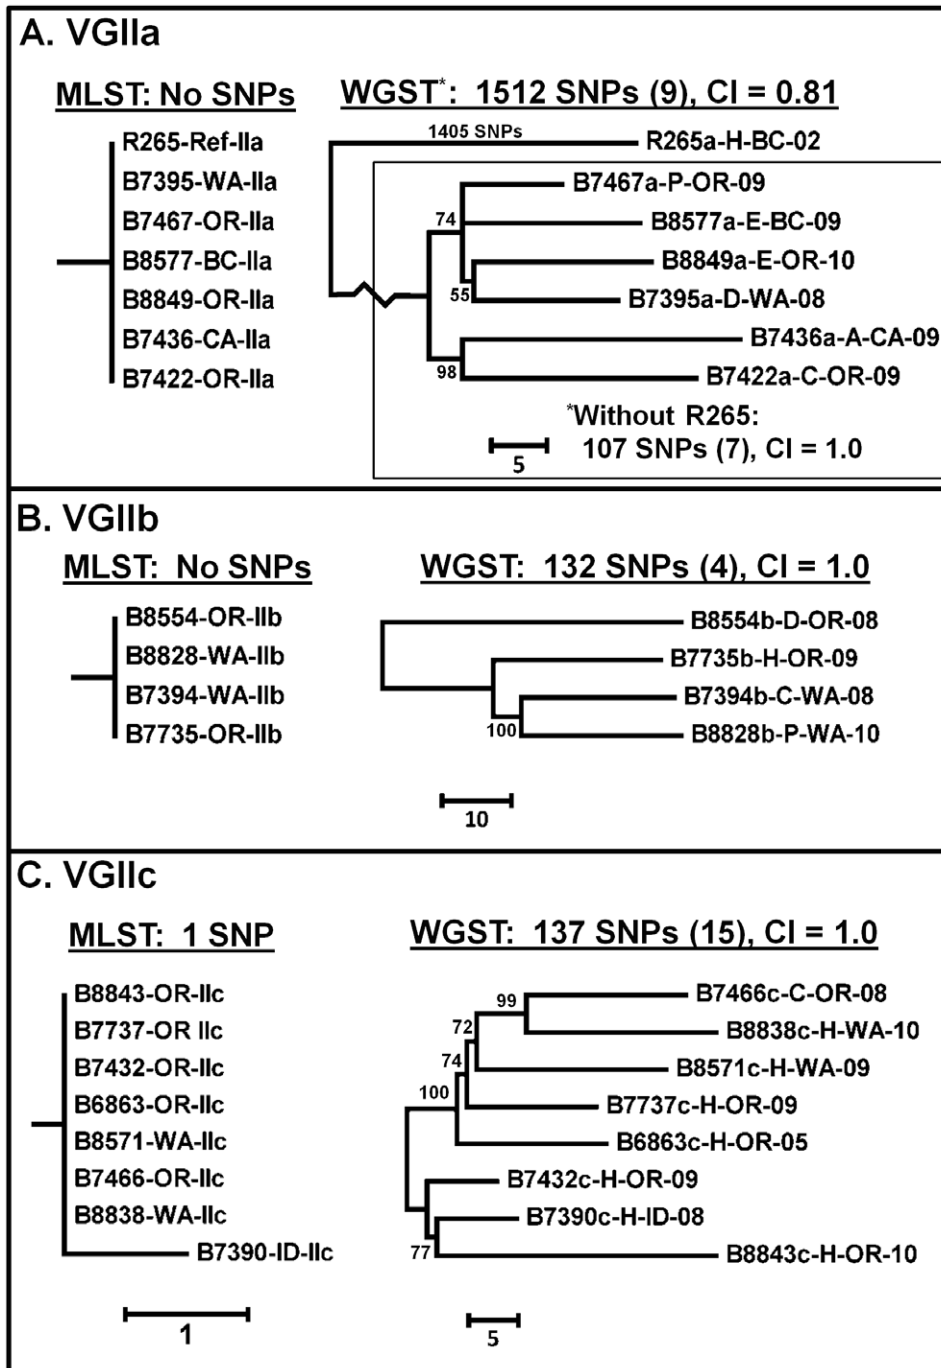 A. VGIIa
MLST: No SNPs
R265-Ref-IIa
B7395-WA-IIa
B7467-OR-IIa
B8577-BC-IIa
B8849-OR-IIa
B7436-CA-IIa
B7422-OR-IIa
WGST*: 1512 SNPs (9), CI = 0.81
1405 SNPs
R265a-H-BC-02
B7467a-P-OR-09
74
B8577a-E-BC-09
B8849a-E-OR-10
55
B7395a-D-WA-08
B7436a-A-CA-09
98
B7422a-C-OR-09
*Without R265:
107 SNPs (7), CI = 1.0
5
B. VGIIb
MLST: No SNPs
B8554-OR-IIb
B8828-WA-IIb
B7394-WA-IIb
B7735-OR-IIb
WGST: 132 SNPs (4), CI = 1.0
B8554b-D-OR-08
B7735b-H-OR-09
B7394b-C-WA-08
100
B8828b-P-WA-10
10
C. VGIIc
MLST: 1 SNP
B8843-OR-IIc
B7737-OR IIc
B7432-OR-IIc
B6863-OR-IIc
B8571-WA-IIc
B7466-OR-IIc
B8838-WA-IIc
B7390-ID-IIc
1
WGST: 137 SNPs (15), CI = 1.0
99
B7466c-C-OR-08
72
B8838c-H-WA-10
74
B8571c-H-WA-09
100
B7737c-H-OR-09
B6863c-H-OR-05
B7432c-H-OR-09
B7390c-H-ID-08
77
B8843c-H-OR-10
5